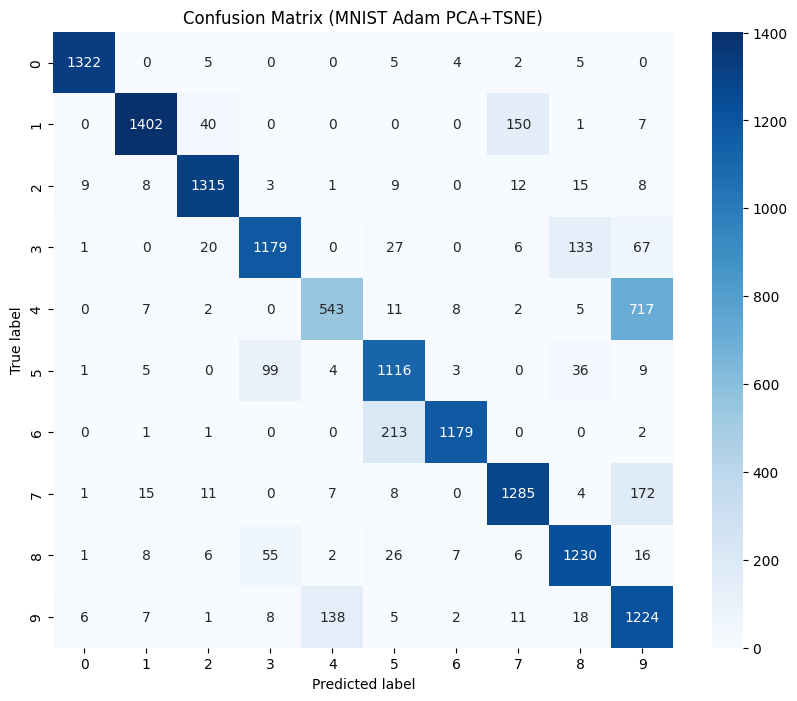 Confusion Matrix (MNIST Adam PCA+TSNE)
0 1322 0 5 0 0 5 4 2 5 0
1 0 1402 40 0 0 0 0 150 1 7
2 9 8 1315 3 1 9 0 12 15 8
3 1 0 20 1179 0 27 0 6 133 67
4 0 7 2 0 543 11 8 2 5 717
5 1 5 0 99 4 1116 3 0 36 9
6 0 1 1 0 0 213 1179 0 0 2
7 1 15 11 0 7 8 0 1285 4 172
8 1 8 6 55 2 26 7 6 1230 16
9 6 7 1 8 138 5 2 11 18 1224
0 1 2 3 4 5 6 7 8 9
True label
Predicted label
1400
1200
1000
800
600
400
200
0